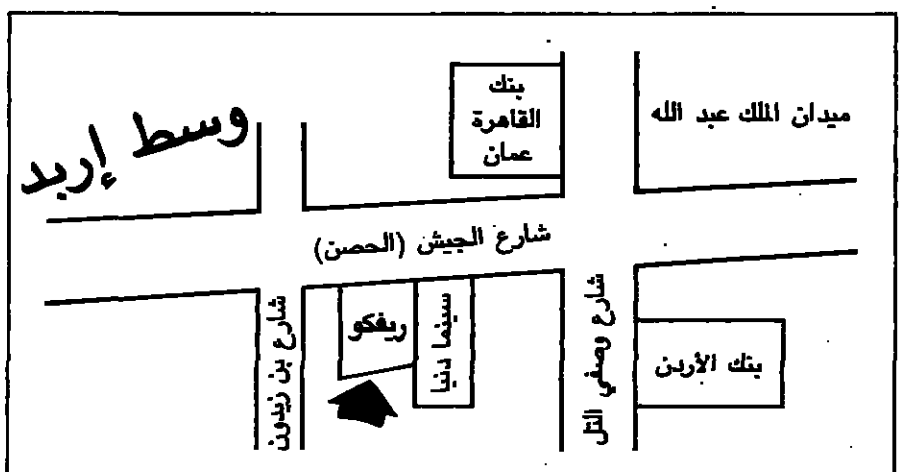 وسط إربد
بنك
القاهرة
عمان
ميدان الملك عبد الله
شارع الجيش (الحصن)
شارع بن زيدون
ريفكو
سينما دنيا
شارع وصفي التل
بنك الأردن